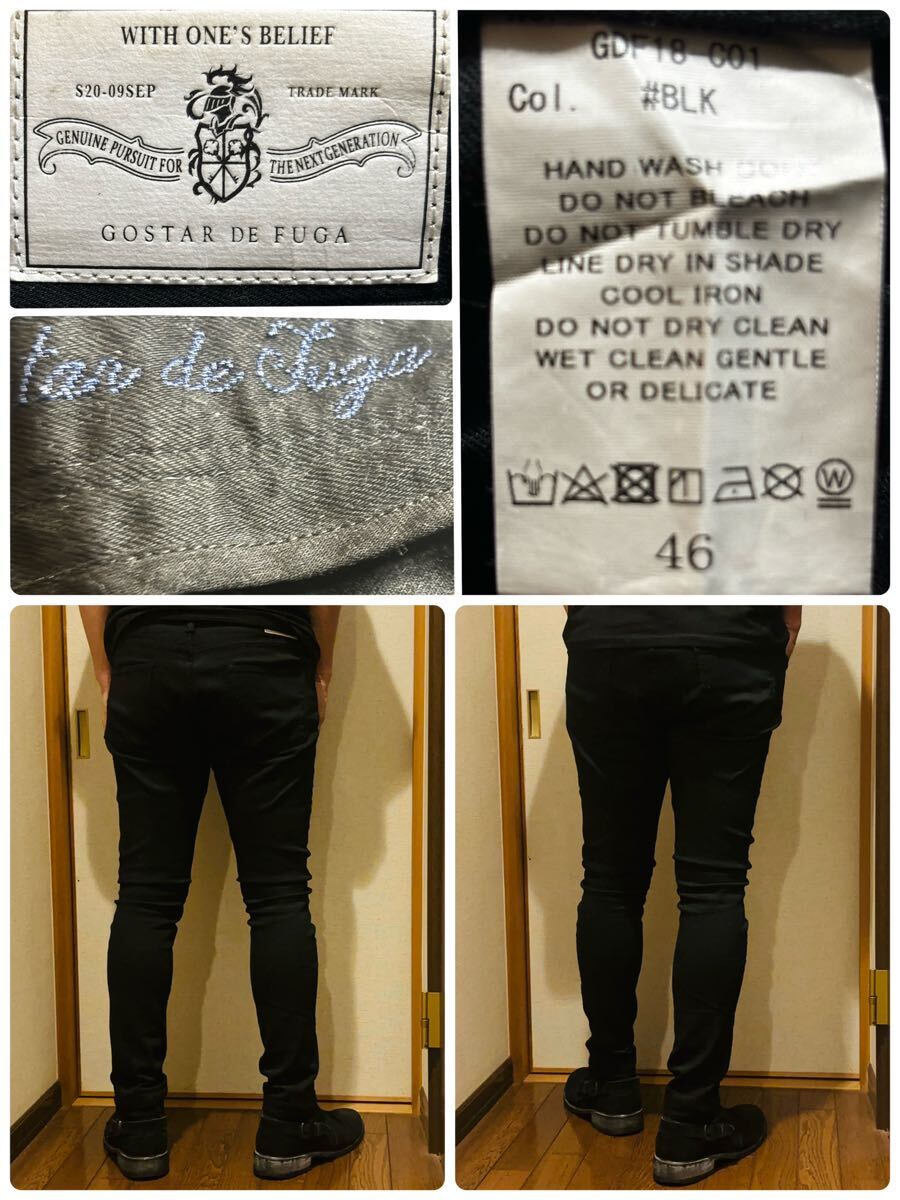 WITH ONE'S BELIEF
S20-09SEP
TRADE MARK
GENUINE PURSUIT FOR
THE NEXT GENERATION
GOSTAR DE FUGA
de Fuga
GDF18 C01
Col. #BLK
HAND WASH
DO NOT BLEACH
DO NOT TUMBLE DRY
LINE DRY IN SHADE
COOL IRON
DO NOT DRY CLEAN
WET CLEAN GENTLE
OR DELICATE
W
46